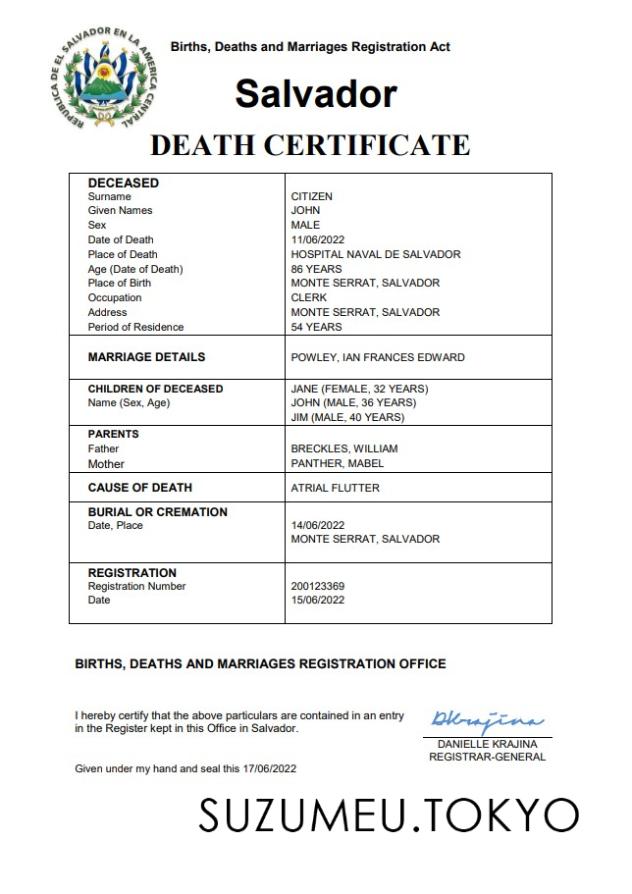 REPUBLICA DE EL SALVADOR EN LA AMERICA CENTRAL
Births, Deaths and Marriages Registration Act
Salvador
DEATH CERTIFICATE
DECEASED
Surname CITIZEN
Given Names JOHN
Sex MALE
Date of Death 11/06/2022
Place of Death HOSPITAL NAVAL DE SALVADOR
Age (Date of Death) 86 YEARS
Place of Birth MONTE SERRAT, SALVADOR
Occupation CLERK
Address MONTE SERRAT, SALVADOR
Period of Residence 54 YEARS
MARRIAGE DETAILS POWLEY, IAN FRANCES EDWARD
CHILDREN OF DECEASED JANE (FEMALE, 32 YEARS)
Name (Sex, Age) JOHN (MALE, 36 YEARS)
JIM (MALE, 40 YEARS)
PARENTS
Father BRECKLES, WILLIAM
Mother PANTHER, MABEL
CAUSE OF DEATH ATRIAL FLUTTER
BURIAL OR CREMATION
Date, Place 14/06/2022
MONTE SERRAT, SALVADOR
REGISTRATION
Registration Number 200123369
Date 15/06/2022
BIRTHS, DEATHS AND MARRIAGES REGISTRATION OFFICE
I hereby certify that the above particulars are contained in an entry
in the Register kept in this Office in Salvador.
DKrajina
DANIELLE KRAJINA
REGISTRAR-GENERAL
Given under my hand and seal this 17/06/2022
SUZUMEU.TOKYO